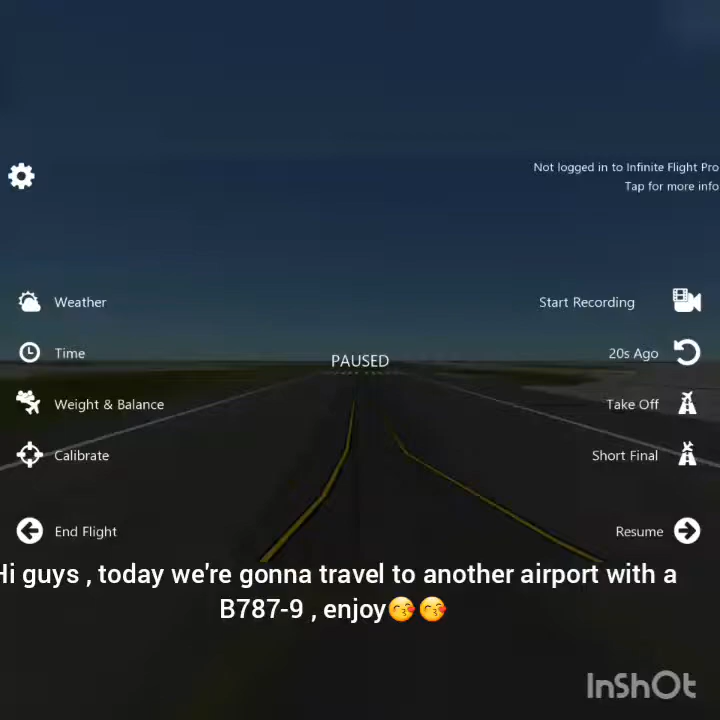 Not logged in to Infinite Flight Pro
Tap for more info
Weather
Start Recording
Time
PAUSED
20s Ago
Weight & Balance
Take Off
Calibrate
Short Final
End Flight
Resume
Hi guys , today we're gonna travel to another airport with a
B787-9 , enjoy😙😙
InShOt